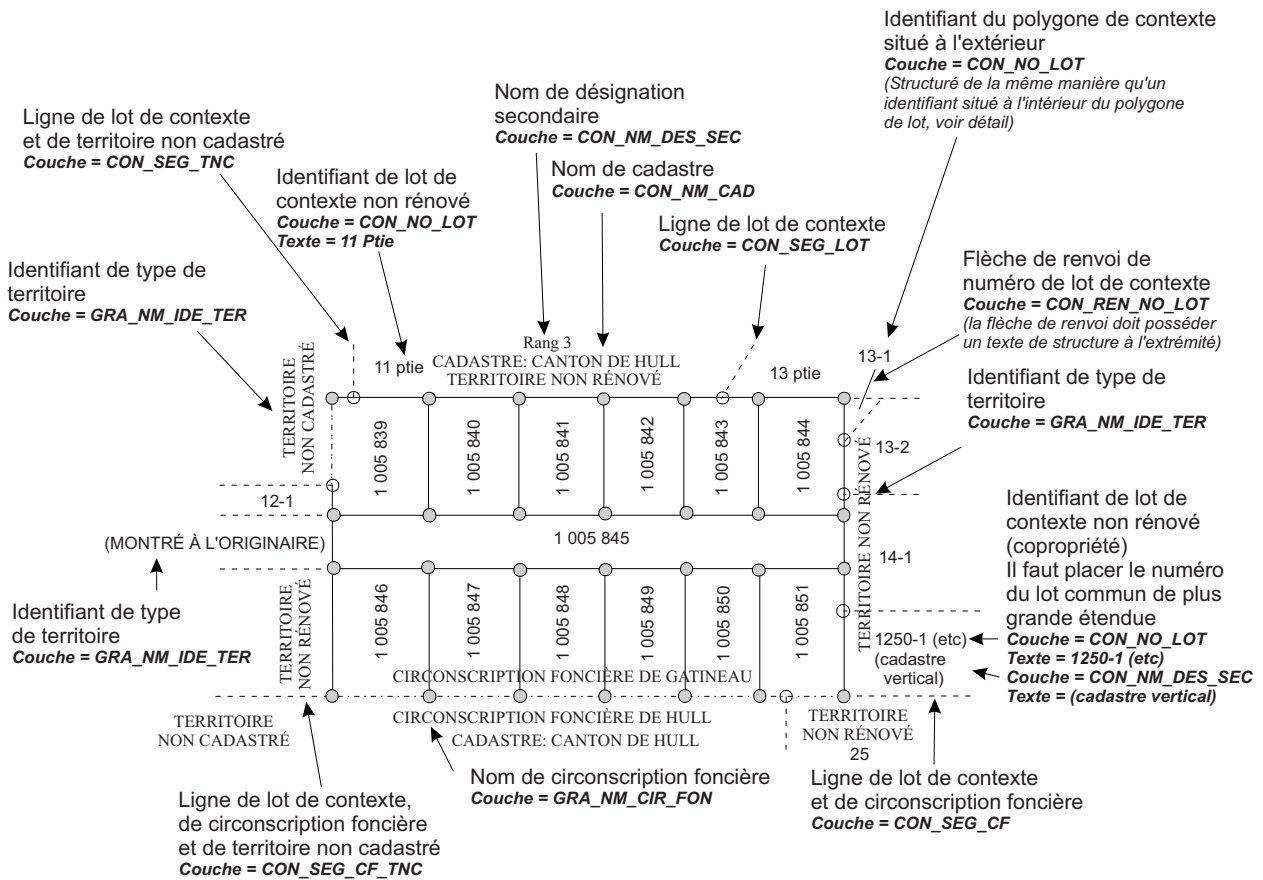 Identifiant du polygone de contexte
situé à l'extérieur
Couche = CON_NO_LOT
(Structuré de la même manière qu'un
identifiant situé à l'intérieur du polygone
de lot, voir détail)
Nom de désignation
secondaire
Couche = CON_NM_DES_SEC
Ligne de lot de contexte
et de territoire non cadastré
Couche = CON_SEG_TNC
Nom de cadastre
Couche = CON_NM_CAD
Identifiant de lot de
contexte non rénové
Couche = CON_NO_LOT
Texte = 11 Ptie
Ligne de lot de contexte
Couche = CON_SEG_LOT
Identifiant de type de
territoire
Couche = GRA_NM_IDE_TER
Flèche de renvoi de
numéro de lot de contexte
Couche = CON_REN_NO_LOT
(la flèche de renvoi doit posséder
un texte de structure à l'extrémité)
Rang 3
CADASTRE: CANTON DE HULL
TERRITOIRE NON RÉNOVÉ
11 ptie
13 ptie
13-1
Identifiant de type de
territoire
Couche = GRA_NM_IDE_TER
TERRITOIRE
NON CADASTRÉ
1 005 839
1 005 840
1 005 841
1 005 842
1 005 843
1 005 844
13-2
TERRITOIRE NON RÉNOVÉ
12-1
(MONTRÉ À L'ORIGINAIRE)
1 005 845
14-1
Identifiant de lot de
contexte non rénové
(copropriété)
Il faut placer le numéro
du lot commun de plus
grande étendue
Couche = CON_NO_LOT
Texte = 1250-1 (etc)
Couche = CON_NM_DES_SEC
Texte = (cadastre vertical)
Identifiant de type
de territoire
Couche = GRA_NM_IDE_TER
TERRITOIRE
NON RÉNOVÉ
1 005 846
1 005 847
1 005 848
1 005 849
1 005 850
1 005 851
1250-1 (etc)
(cadastre
vertical)
CIRCONSCRIPTION FONCIÈRE DE GATINEAU
TERRITOIRE
NON CADASTRÉ
CIRCONSCRIPTION FONCIÈRE DE HULL
CADASTRE: CANTON DE HULL
TERRITOIRE
NON RÉNOVÉ
25
Nom de circonscription foncière
Couche = GRA_NM_CIR_FON
Ligne de lot de contexte
et de circonscription foncière
Couche = CON_SEG_CF
Ligne de lot de contexte,
de circonscription foncière
et de territoire non cadastré
Couche = CON_SEG_CF_TNC